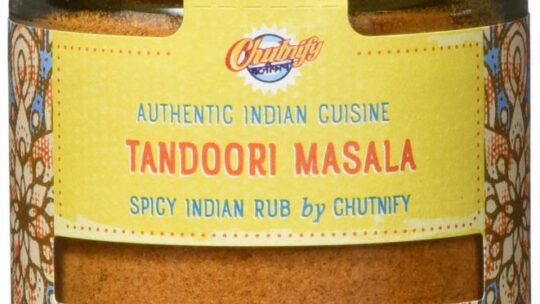 Chutnify
AUTHENTIC INDIAN CUISINE
TANDOORI MASALA
SPICY INDIAN RUB by CHUTNIFY